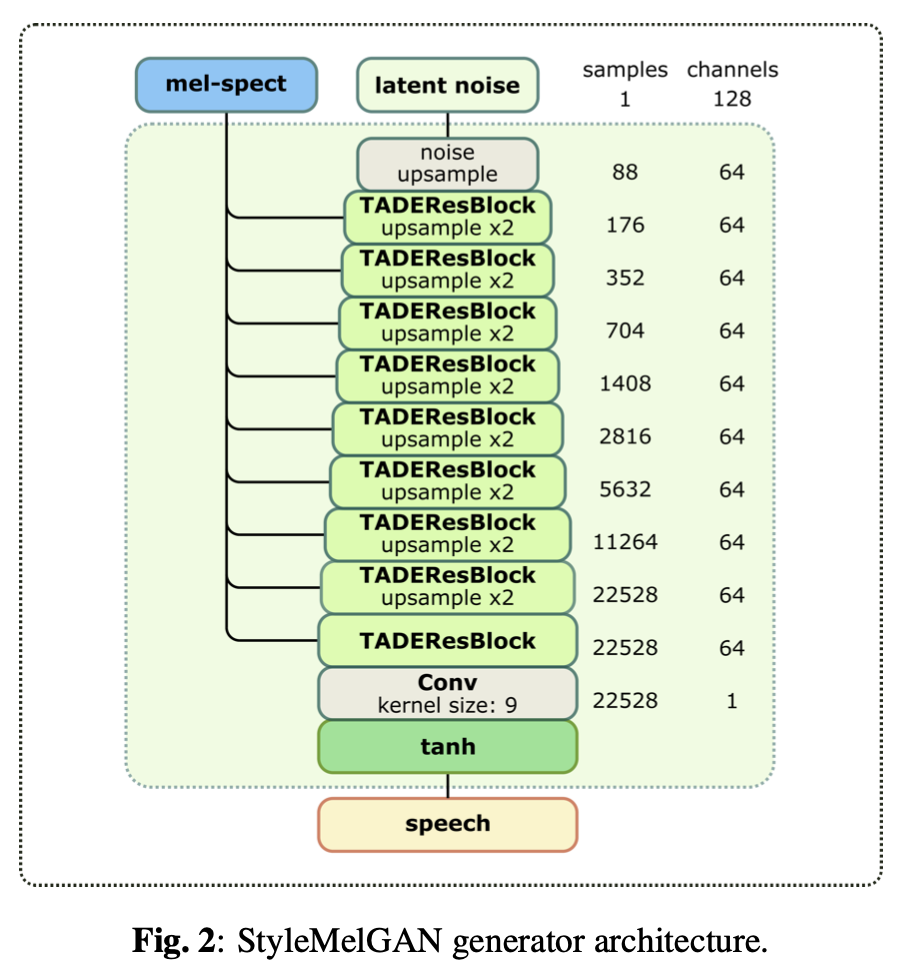 mel-spect
latent noise
samples channels
1 128
noise
upsample
88 64
TADEResBlock
upsample x2
176 64
TADEResBlock
upsample x2
352 64
TADEResBlock
upsample x2
704 64
TADEResBlock
upsample x2
1408 64
TADEResBlock
upsample x2
2816 64
TADEResBlock
upsample x2
5632 64
TADEResBlock
upsample x2
11264 64
TADEResBlock
upsample x2
22528 64
TADEResBlock
22528 64
Conv
kernel size: 9
22528 1
tanh
speech
Fig. 2: StyleMelGAN generator architecture.